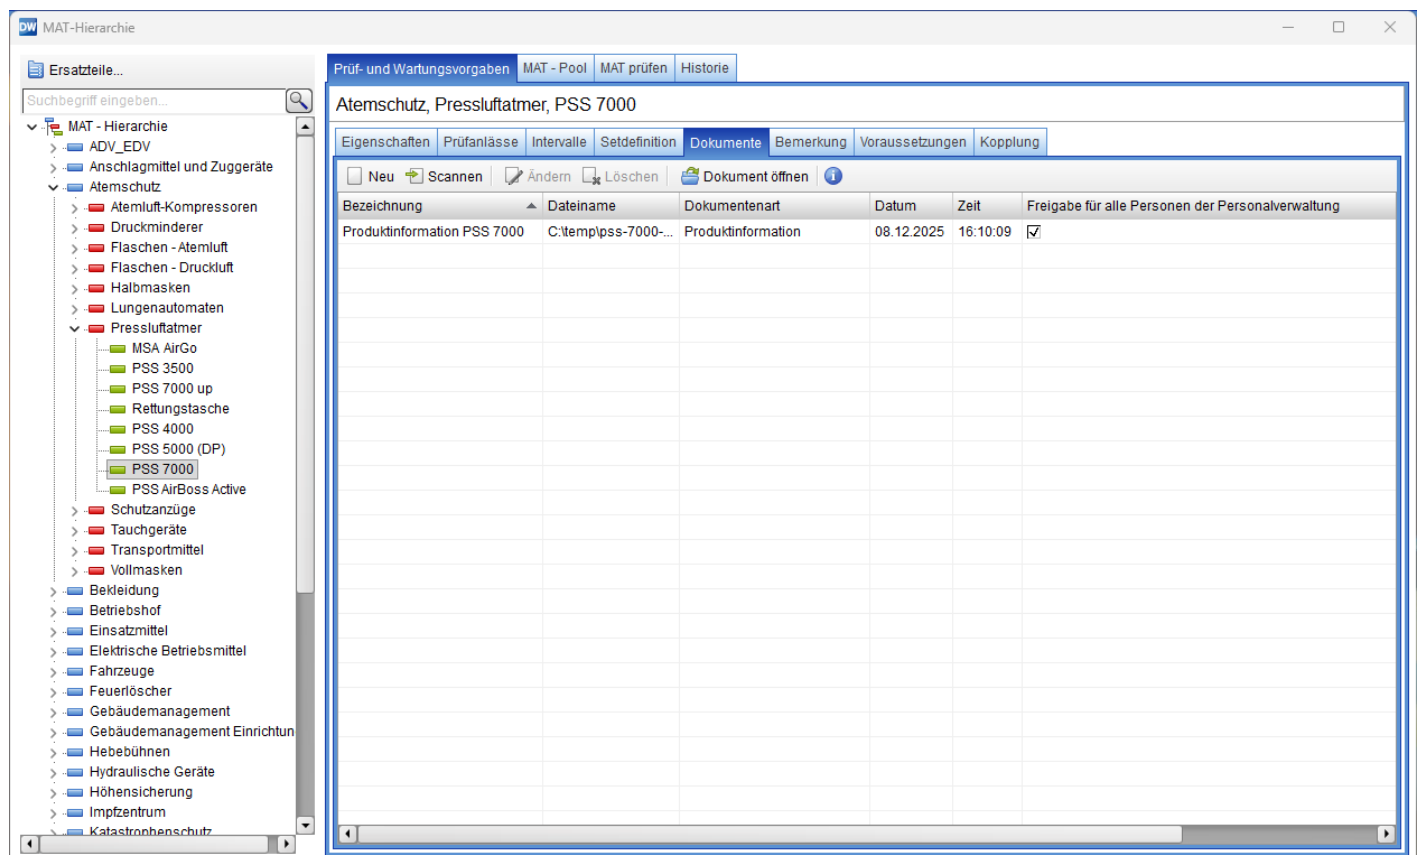 DW MAT-Hierarchie
Ersatzteile...
Suchbegriff eingeben...
MAT - Hierarchie
ADV_EDV
Anschlagmittel und Zuggeräte
Atemschutz
Atemluft-Kompressoren
Druckminderer
Flaschen - Atemluft
Flaschen - Druckluft
Halbmasken
Lungenautomaten
Pressluftatmer
MSA AirGo
PSS 3500
PSS 7000 up
Rettungstasche
PSS 4000
PSS 5000 (DP)
PSS 7000
PSS AirBoss Active
Schutzanzüge
Tauchgeräte
Transportmittel
Vollmasken
Bekleidung
Betriebshof
Einsatzmittel
Elektrische Betriebsmittel
Fahrzeuge
Feuerlöscher
Gebäudemanagement
Gebäudemanagement Einrichtun
Hebebühnen
Hydraulische Geräte
Höhensicherung
Impfzentrum
Katastrophenschutz
Prüf- und Wartungsvorgaben MAT - Pool MAT prüfen Historie
Atemschutz, Pressluftatmer, PSS 7000
Eigenschaften Prüfanlässe Intervalle Setdefinition Dokumente Bemerkung Voraussetzungen Kopplung
Neu Scannen Ändern Löschen Dokument öffnen
Bezeichnung Dateiname Dokumentenart Datum Zeit Freigabe für alle Personen der Personalverwaltung
Produktinformation PSS 7000 C:\temp\pss-7000-... Produktinformation 08.12.2025 16:10:09